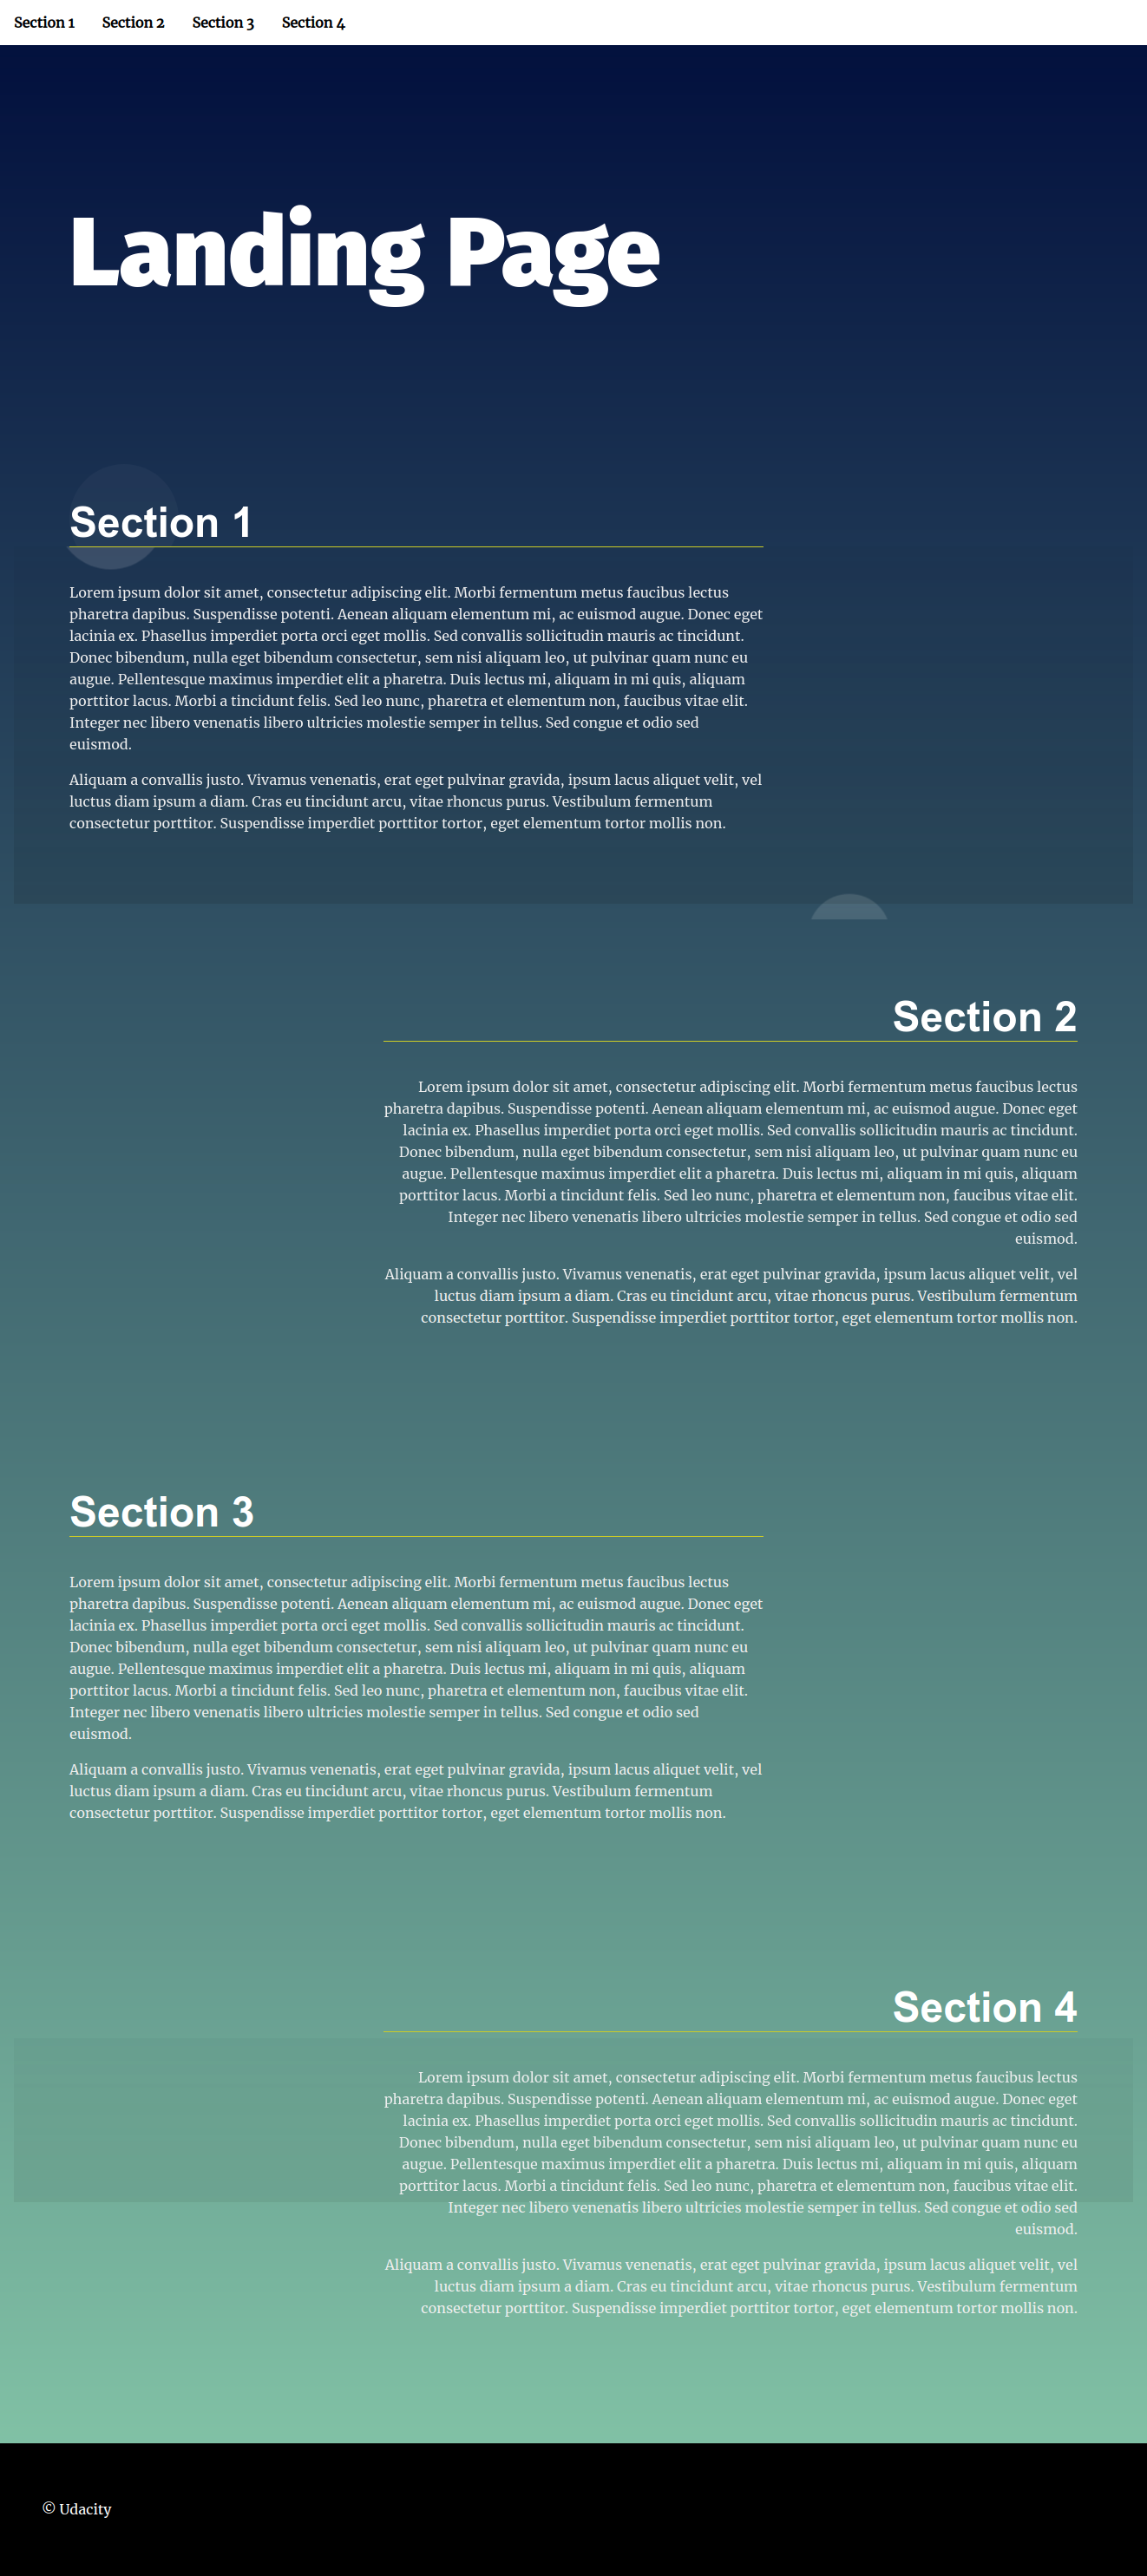 Section 1 Section 2 Section 3 Section 4
Landing Page
Section 1
Lorem ipsum dolor sit amet, consectetur adipiscing elit. Morbi fermentum metus faucibus lectus
pharetra dapibus. Suspendisse potenti. Aenean aliquam elementum mi, ac euismod augue. Donec eget
lacinia ex. Phasellus imperdiet porta orci eget mollis. Sed convallis sollicitudin mauris ac tincidunt.
Donec bibendum, nulla eget bibendum consectetur, sem nisi aliquam leo, ut pulvinar quam nunc eu
augue. Pellentesque maximus imperdiet elit a pharetra. Duis lectus mi, aliquam in mi quis, aliquam
porttitor lacus. Morbi a tincidunt felis. Sed leo nunc, pharetra et elementum non, faucibus vitae elit.
Integer nec libero venenatis libero ultricies molestie semper in tellus. Sed congue et odio sed
euismod.
Aliquam a convallis justo. Vivamus venenatis, erat eget pulvinar gravida, ipsum lacus aliquet velit, vel
luctus diam ipsum a diam. Cras eu tincidunt arcu, vitae rhoncus purus. Vestibulum fermentum
consectetur porttitor. Suspendisse imperdiet porttitor tortor, eget elementum tortor mollis non.
Section 2
Lorem ipsum dolor sit amet, consectetur adipiscing elit. Morbi fermentum metus faucibus lectus
pharetra dapibus. Suspendisse potenti. Aenean aliquam elementum mi, ac euismod augue. Donec eget
lacinia ex. Phasellus imperdiet porta orci eget mollis. Sed convallis sollicitudin mauris ac tincidunt.
Donec bibendum, nulla eget bibendum consectetur, sem nisi aliquam leo, ut pulvinar quam nunc eu
augue. Pellentesque maximus imperdiet elit a pharetra. Duis lectus mi, aliquam in mi quis, aliquam
porttitor lacus. Morbi a tincidunt felis. Sed leo nunc, pharetra et elementum non, faucibus vitae elit.
Integer nec libero venenatis libero ultricies molestie semper in tellus. Sed congue et odio sed
euismod.
Aliquam a convallis justo. Vivamus venenatis, erat eget pulvinar gravida, ipsum lacus aliquet velit, vel
luctus diam ipsum a diam. Cras eu tincidunt arcu, vitae rhoncus purus. Vestibulum fermentum
consectetur porttitor. Suspendisse imperdiet porttitor tortor, eget elementum tortor mollis non.
Section 3
Lorem ipsum dolor sit amet, consectetur adipiscing elit. Morbi fermentum metus faucibus lectus
pharetra dapibus. Suspendisse potenti. Aenean aliquam elementum mi, ac euismod augue. Donec eget
lacinia ex. Phasellus imperdiet porta orci eget mollis. Sed convallis sollicitudin mauris ac tincidunt.
Donec bibendum, nulla eget bibendum consectetur, sem nisi aliquam leo, ut pulvinar quam nunc eu
augue. Pellentesque maximus imperdiet elit a pharetra. Duis lectus mi, aliquam in mi quis, aliquam
porttitor lacus. Morbi a tincidunt felis. Sed leo nunc, pharetra et elementum non, faucibus vitae elit.
Integer nec libero venenatis libero ultricies molestie semper in tellus. Sed congue et odio sed
euismod.
Aliquam a convallis justo. Vivamus venenatis, erat eget pulvinar gravida, ipsum lacus aliquet velit, vel
luctus diam ipsum a diam. Cras eu tincidunt arcu, vitae rhoncus purus. Vestibulum fermentum
consectetur porttitor. Suspendisse imperdiet porttitor tortor, eget elementum tortor mollis non.
Section 4
Lorem ipsum dolor sit amet, consectetur adipiscing elit. Morbi fermentum metus faucibus lectus
pharetra dapibus. Suspendisse potenti. Aenean aliquam elementum mi, ac euismod augue. Donec eget
lacinia ex. Phasellus imperdiet porta orci eget mollis. Sed convallis sollicitudin mauris ac tincidunt.
Donec bibendum, nulla eget bibendum consectetur, sem nisi aliquam leo, ut pulvinar quam nunc eu
augue. Pellentesque maximus imperdiet elit a pharetra. Duis lectus mi, aliquam in mi quis, aliquam
porttitor lacus. Morbi a tincidunt felis. Sed leo nunc, pharetra et elementum non, faucibus vitae elit.
Integer nec libero venenatis libero ultricies molestie semper in tellus. Sed congue et odio sed
euismod.
Aliquam a convallis justo. Vivamus venenatis, erat eget pulvinar gravida, ipsum lacus aliquet velit, vel
luctus diam ipsum a diam. Cras eu tincidunt arcu, vitae rhoncus purus. Vestibulum fermentum
consectetur porttitor. Suspendisse imperdiet porttitor tortor, eget elementum tortor mollis non.
© Udacity